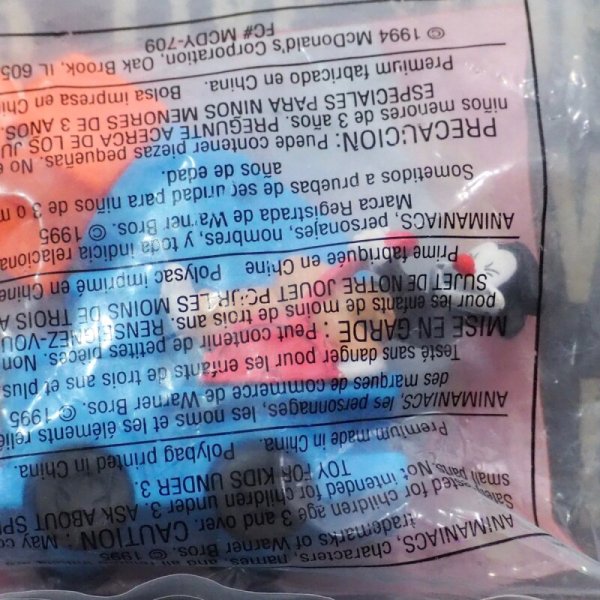 ANIMANIACS, characters, names, and all
trademarks of Warner Bros. © 1995
Safety tested for children age 3 and over. CAUTION : May co
small parts. Not intended for children under 3. ASK ABOUT SP
TOY FOR KIDS UNDER 3.
Premium made in China. Polybag printed in China.
ANIMANIACS, les personnages, les noms et les éléments relié
des marques de commerce de Warner Bros. © 1995
Testé sans danger pour les enfants de trois ans et plus
MISE EN GARDE : Peut contenir de petites pièces. Non
pour les enfants de moins de trois ans. RENSEIGNEZ-VOU
SUJET DE NOTRE JOUET POUR LES MOINS DE TROIS A
Prime fabriquée en Chine Polysac imprimé en Chine
ANIMANIACS, personajes, nombres, y toda indicia relaciona
Marca Registrada de Warner Bros. © 1995
Sometidos a pruebas de seguridad para niños de 3 o m
años de edad.
PRECAUCION: Puede contener piezas pequeñas. No e
niños menores de 3 años. PREGUNTE ACERCA DE LOS JU
ESPECIALES PARA NIÑOS MENORES DE 3 AÑOS.
Premium fabricado en China. Bolsa impresa en Chi
© 1994 McDonald's Corporation, Oak Brook, IL 605
FC# MCDY-709